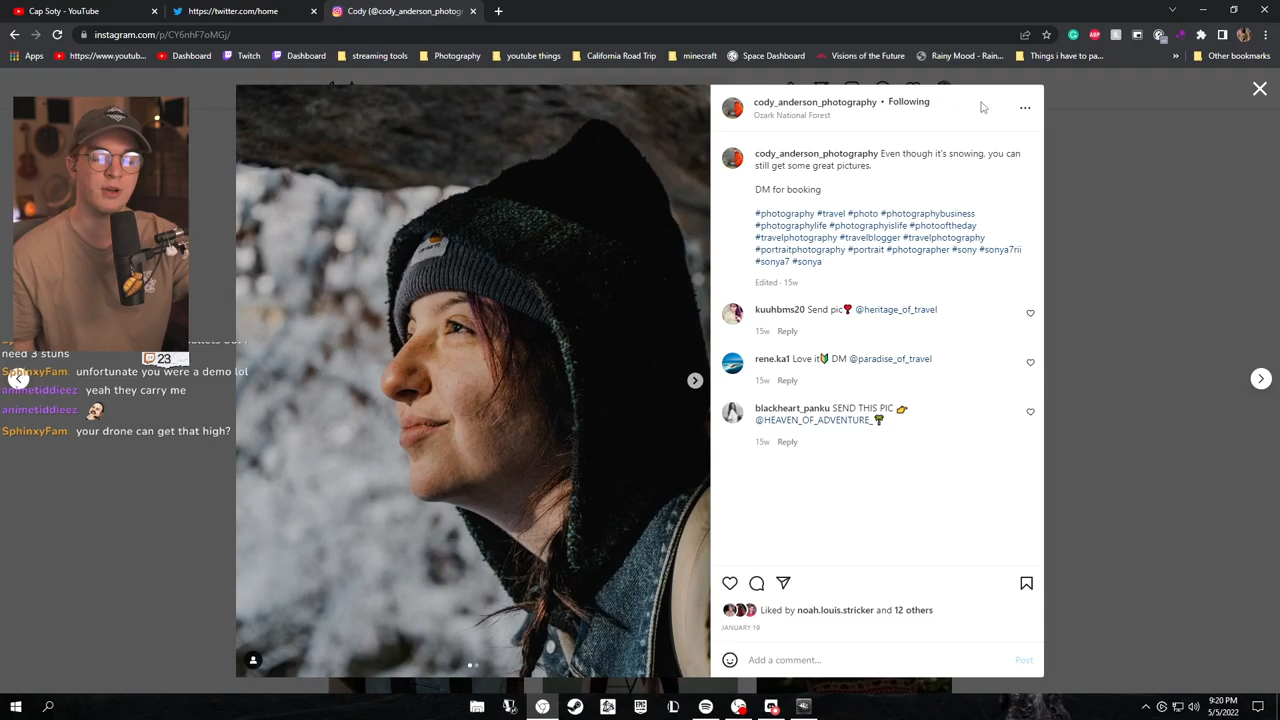 Cap Soty - YouTube
https://twitter.com/home
Cody (@cody_anderson_photogr
instagram.com/p/CY6nhF7oMGj/
Apps
https://www.youtub...
Twitch
Dashboard
streaming tools
Photography
youtube things
California Road Trip
minecraft
Space Dashboard
Visions of the Future
Rainy Mood - Rain...
Things i have to pa...
Other bookmarks
cody_anderson_photography • Following
Ozark National Forest
cody_anderson_photography Even though it's snowing, you can
still get some great pictures.
DM for booking
#photography #travel #photo #photographybusiness
#photographylife #photographyislife #photooftheday
#travelphotography #travelblogger #travelphotography
#portraitphotography #portrait #photographer #sony #sonya7rii
#sonya7 #sonya
Edited · 15w
kuuhbms20 Send pic @heritage_of_travel
15w Reply
rene.ka1 Love it DM @paradise_of_travel
15w Reply
blackheart_panku SEND THIS PIC
@HEAVEN_OF_ADVENTURE_
15w Reply
Liked by noah.louis.stricker and 12 others
JANUARY 19
Add a comment...
Post
need 3 stuns
23
SphinxyFam: unfortunate you were a demo lol
animetiddieez: yeah they carry me
animetiddieez:
SphinxyFam: your drone can get that high?
9:20 PM
5/5/2022